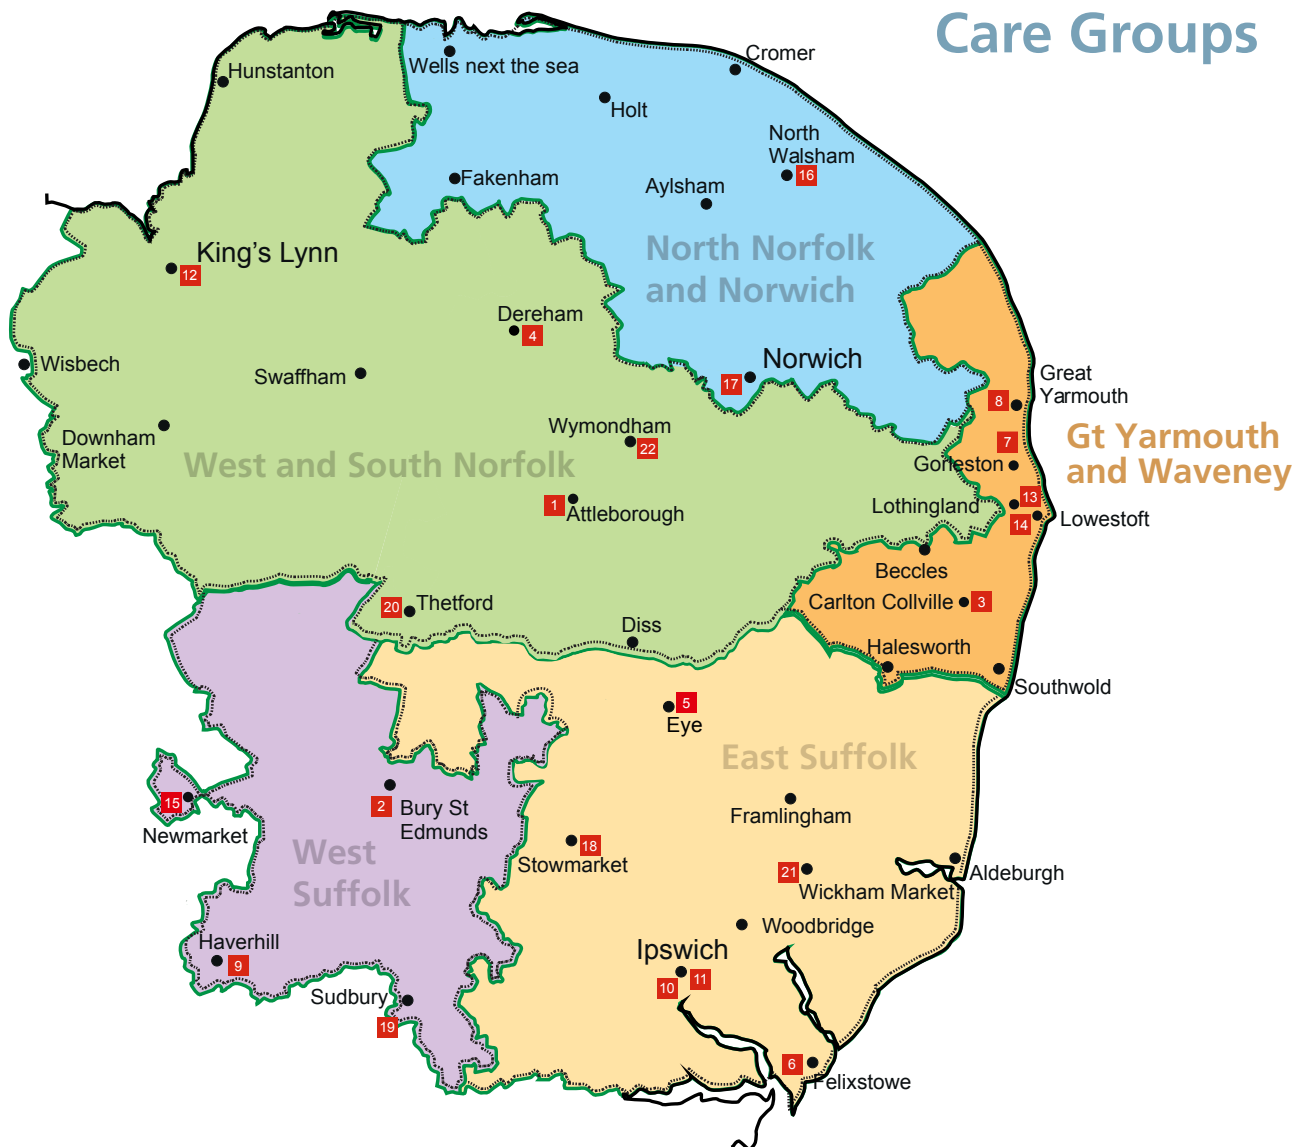 Care Groups
Cromer
Wells next the sea
Hunstanton
Holt
North
Walsham
16
Fakenham
Aylsham
King's Lynn
12
North Norfolk
and Norwich
Dereham
4
Wisbech
Swaffham
Norwich
17
Great
Yarmouth
8
Downham
Market
Wymondham
22
West and South Norfolk
7
Gorleston
Gt Yarmouth
and Waveney
1
Attleborough
Lothingland
13
14
Lowestoft
Beccles
Carlton Collville
3
20
Thetford
Diss
Halesworth
Southwold
5
Eye
East Suffolk
15
Newmarket
2
Bury St
Edmunds
Framlingham
West
Suffolk
18
Stowmarket
21
Wickham Market
Aldeburgh
Woodbridge
Haverhill
9
Ipswich
10
11
Sudbury
19
6
Felixstowe